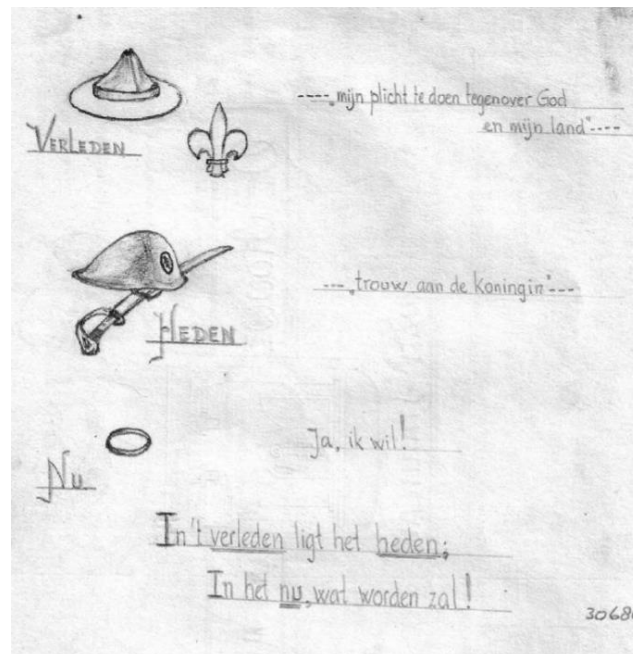 ----„mijn plicht te doen tegenover God
en mijn land"----
VERLEDEN
---„trouw aan de Koningin"---
HEDEN
Ja, ik wil!
NU
In 't verleden ligt het heden;
In het nu, wat worden zal!